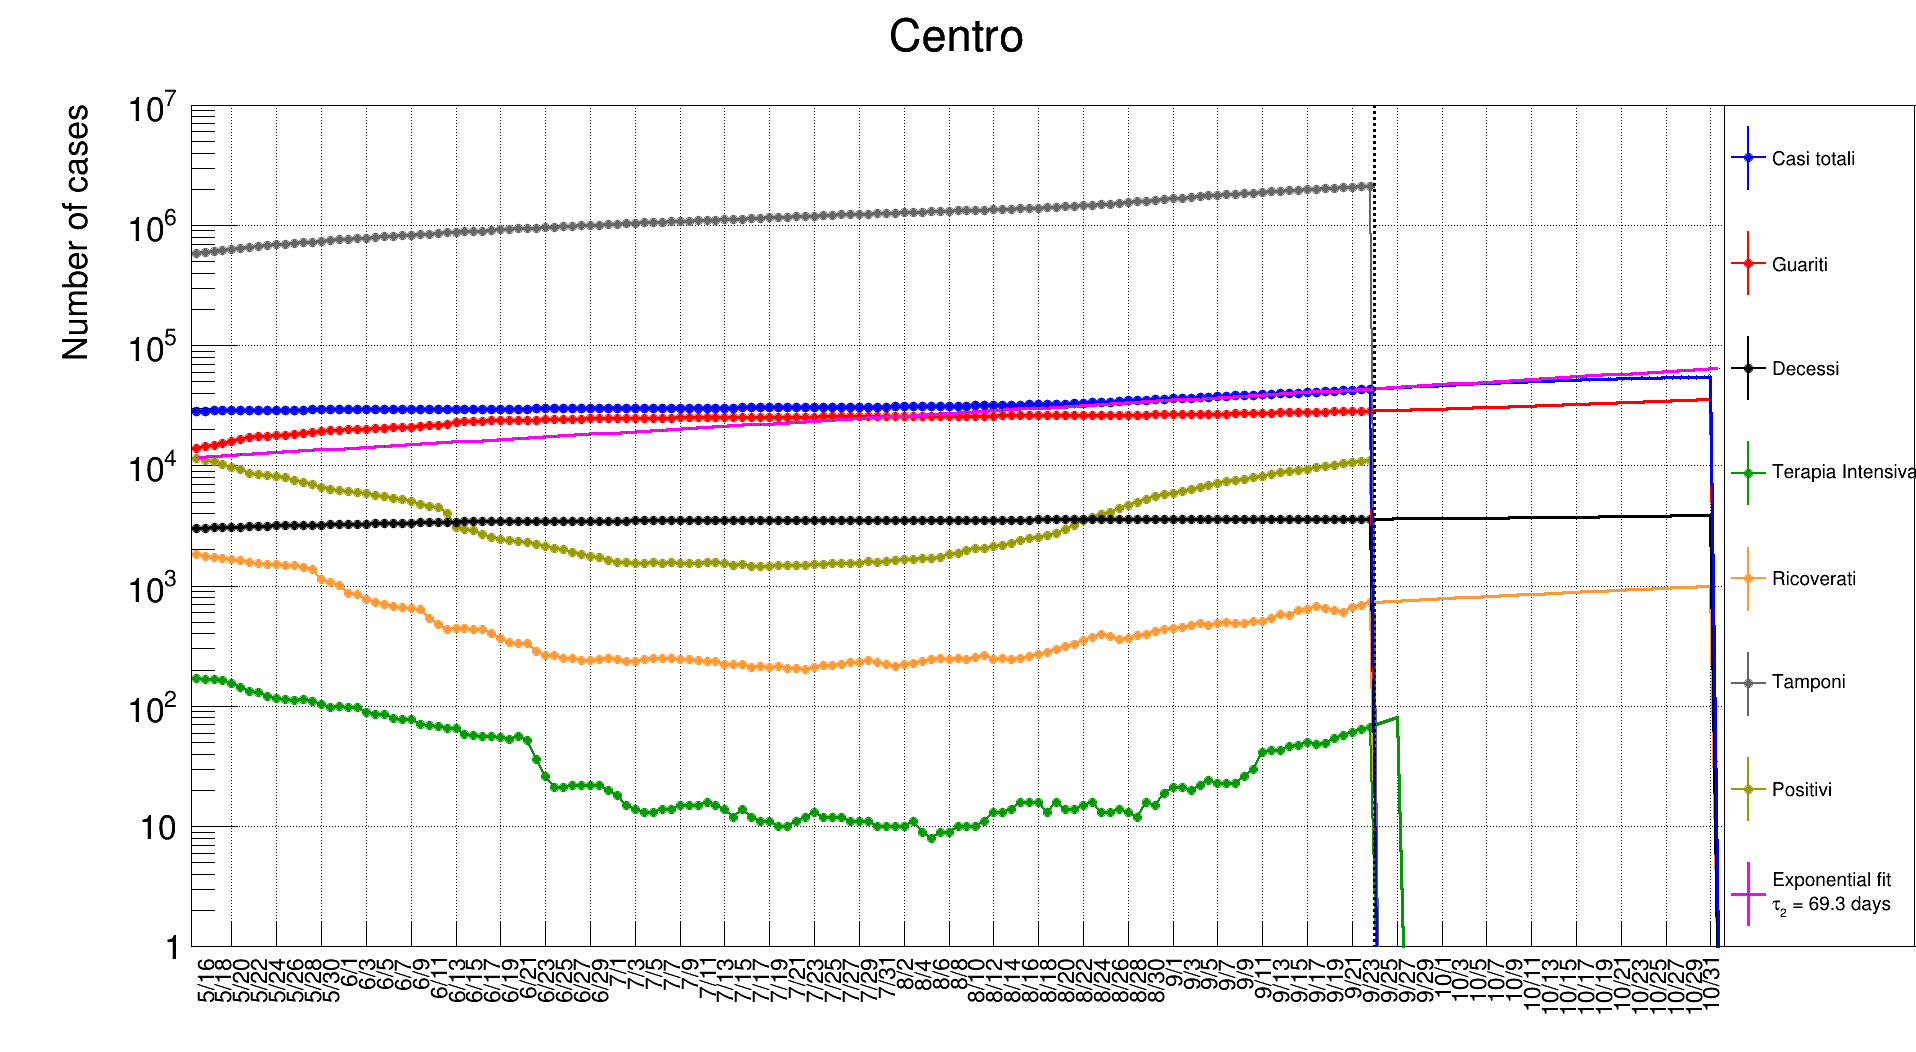 Centro
Number of cases
10^7
10^6
10^5
10^4
10^3
10^2
10
1
5/16 5/18 5/20 5/22 5/24 5/26 5/28 5/30 6/1 6/3 6/5 6/7 6/9 6/11 6/13 6/15 6/17 6/19 6/21 6/23 6/25 6/27 6/29 7/1 7/3 7/5 7/7 7/9 7/11 7/13 7/15 7/17 7/19 7/21 7/23 7/25 7/27 7/29 7/31 8/2 8/4 8/6 8/8 8/10 8/12 8/14 8/16 8/18 8/20 8/22 8/24 8/26 8/28 8/30 9/1 9/3 9/5 9/7 9/9 9/11 9/13 9/15 9/17 9/19 9/21 9/23 9/25 9/27 9/29 10/1 10/3 10/5 10/7 10/9 10/11 10/13 10/15 10/17 10/19 10/21 10/23 10/25 10/27 10/29 10/31
Casi totali
Guariti
Decessi
Terapia Intensiva
Ricoverati
Tamponi
Positivi
Exponential fit
τ₂ = 69.3 days